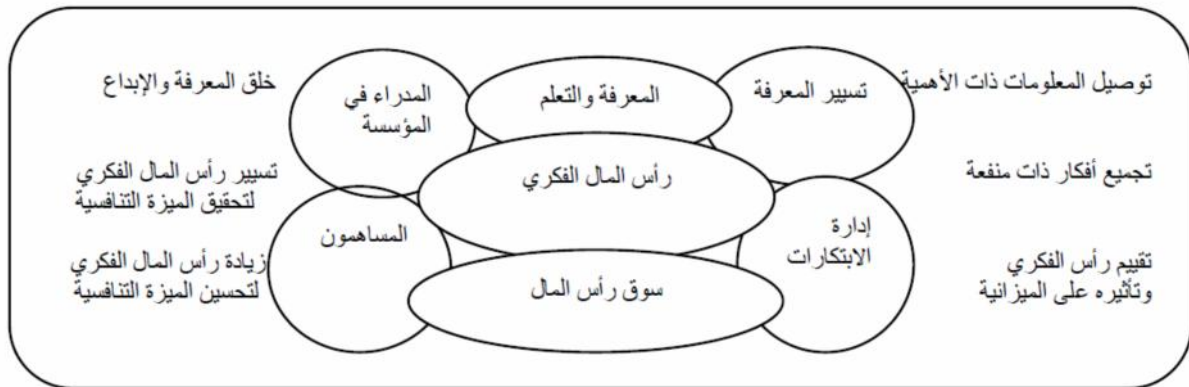 توصيل المعلومات ذات الأهمية
تسيير المعرفة
المعرفة والتعلم
المدراء في
المؤسسة
خلق المعرفة والإبداع
تجميع أفكار ذات منفعة
رأس المال الفكري
تسيير رأس المال الفكري
لتحقيق الميزة التنافسية
تقييم رأس الفكري
وتأثيره على الميزانية
إدارة
الابتكارات
سوق رأس المال
المساهمون
زيادة رأس المال الفكري
لتحسين الميزة التنافسية